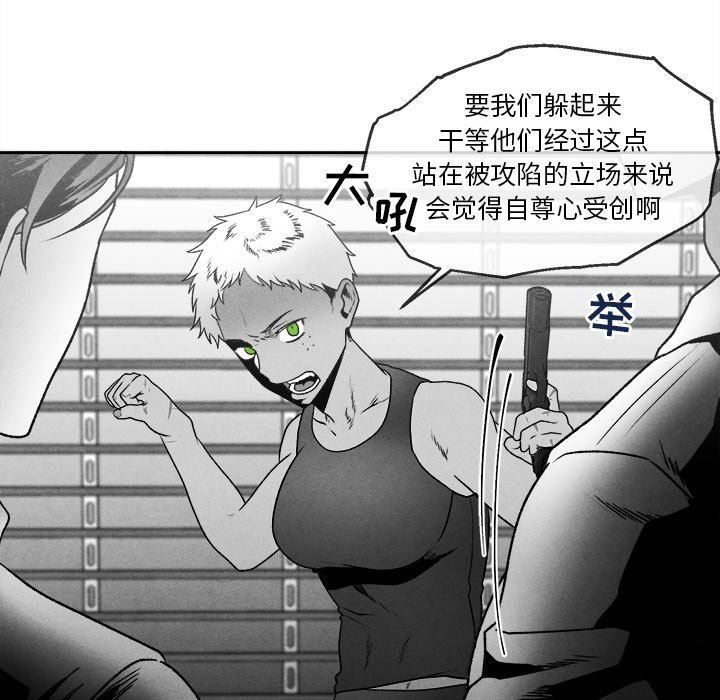 要我们躲起来
干等他们经过这点
站在被攻陷的立场来说
会觉得自尊心受创啊
大吼
举